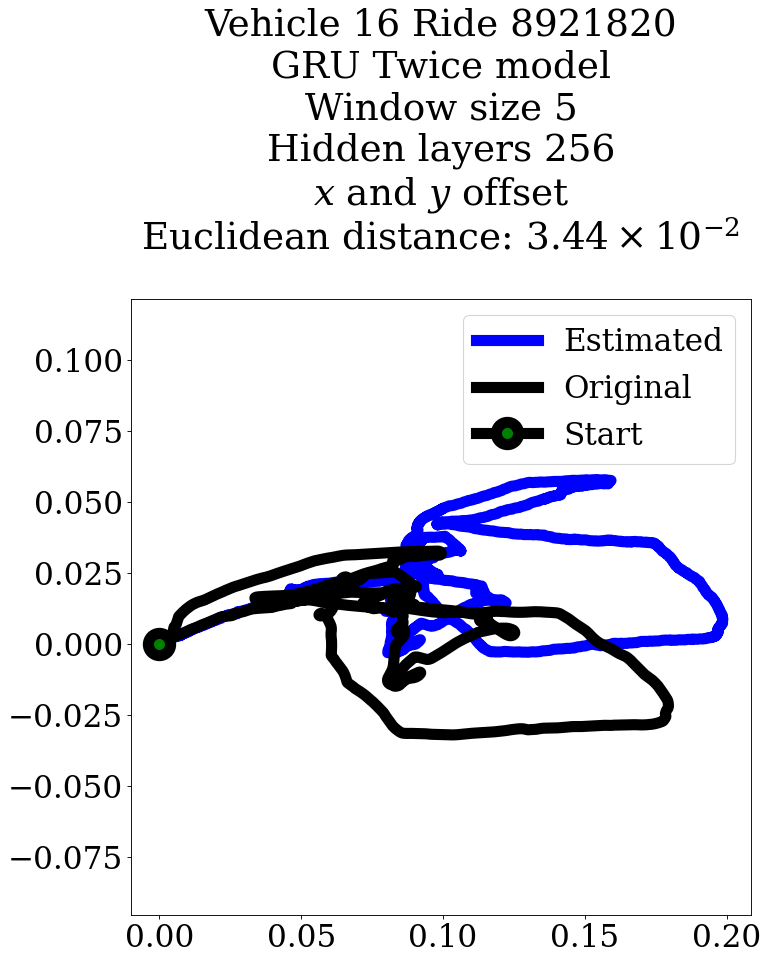 Vehicle 16 Ride 8921820
GRU Twice model
Window size 5
Hidden layers 256
x and y offset
Euclidean distance: 3.44 × 10⁻²
Estimated
Original
Start
0.100
0.075
0.050
0.025
0.000
−0.025
−0.050
−0.075
0.00 0.05 0.10 0.15 0.20